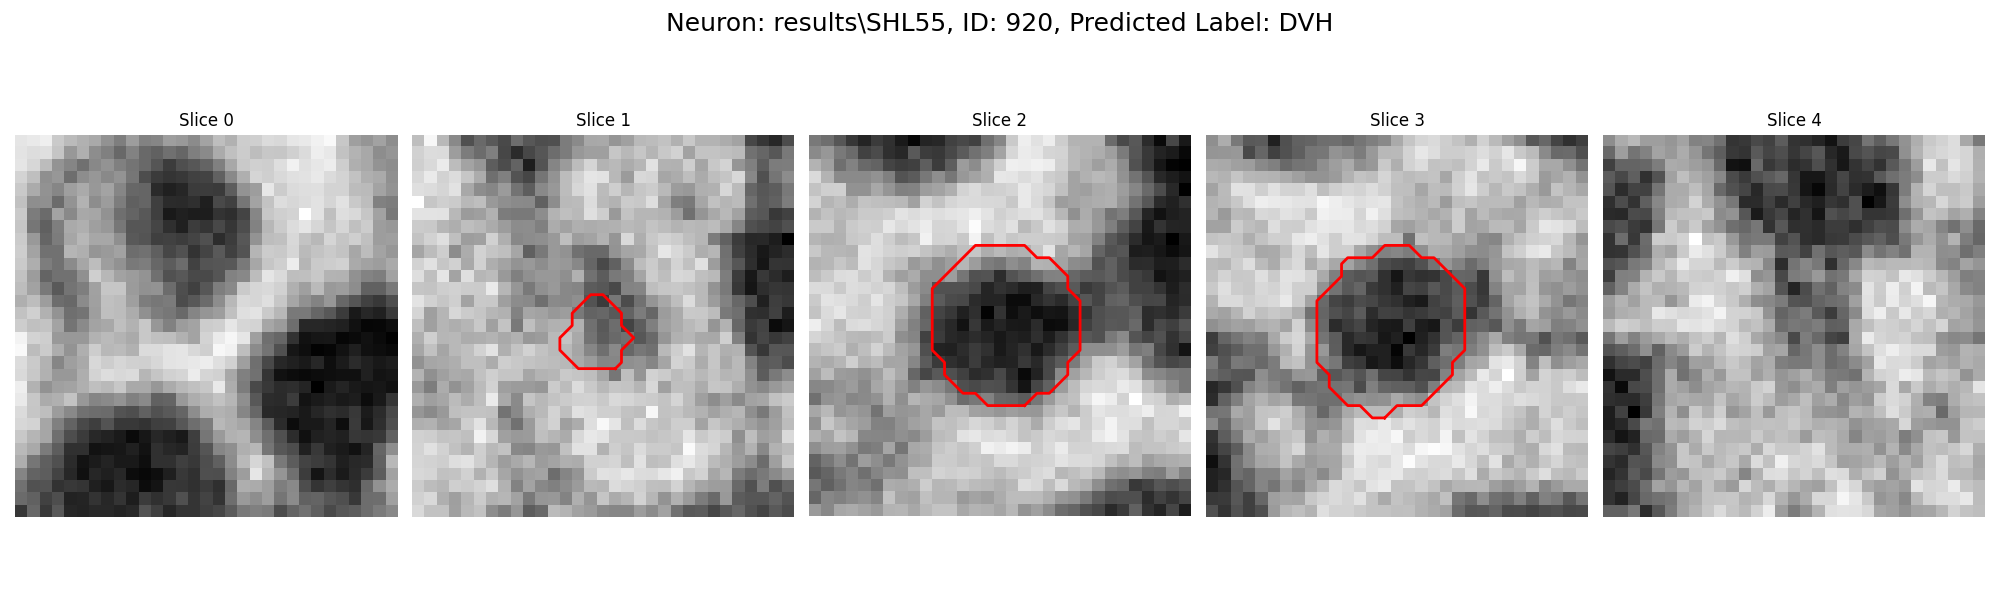 Neuron: results\SHL55, ID: 920, Predicted Label: DVH
Slice 0
Slice 1
Slice 2
Slice 3
Slice 4